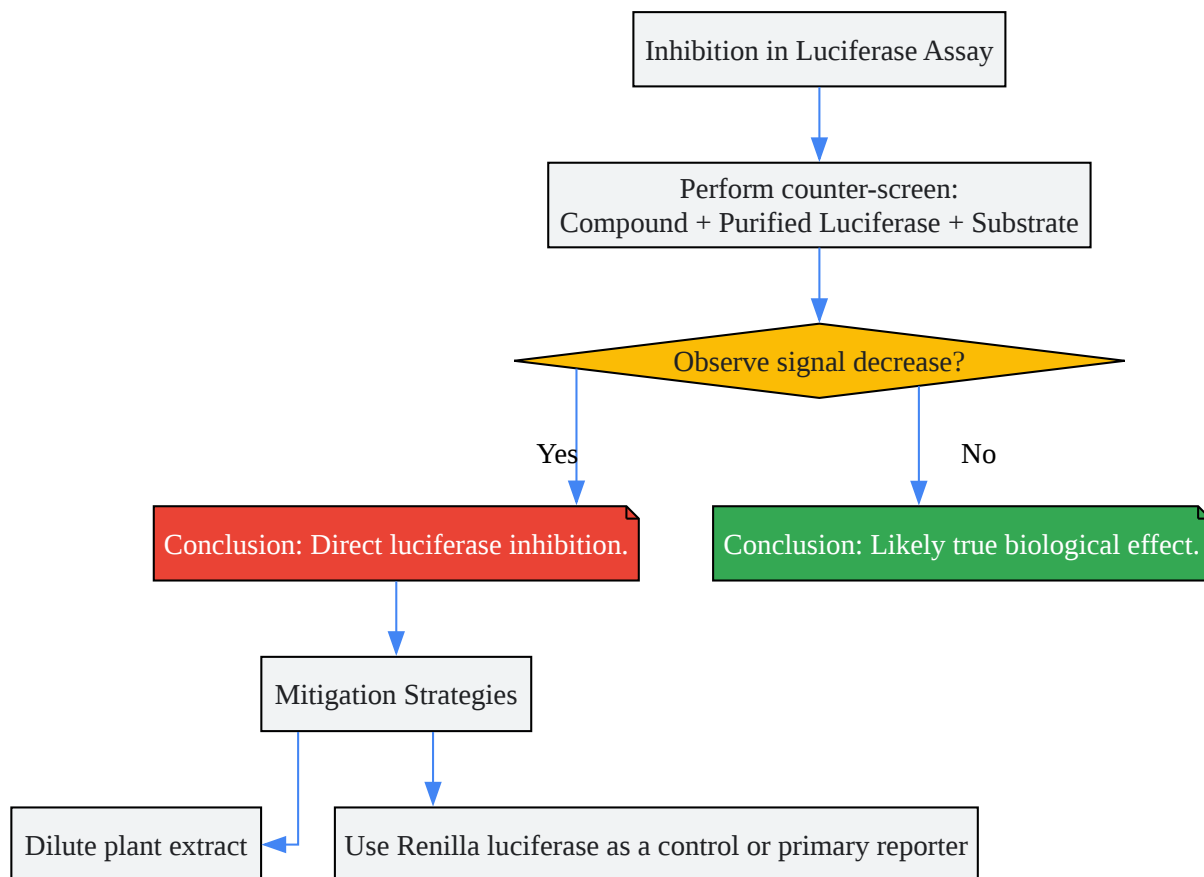 Inhibition in Luciferase Assay
Perform counter-screen:
Compound + Purified Luciferase + Substrate
Observe signal decrease?
Yes
No
Conclusion: Direct luciferase inhibition.
Conclusion: Likely true biological effect.
Mitigation Strategies
Dilute plant extract
Use Renilla luciferase as a control or primary reporter